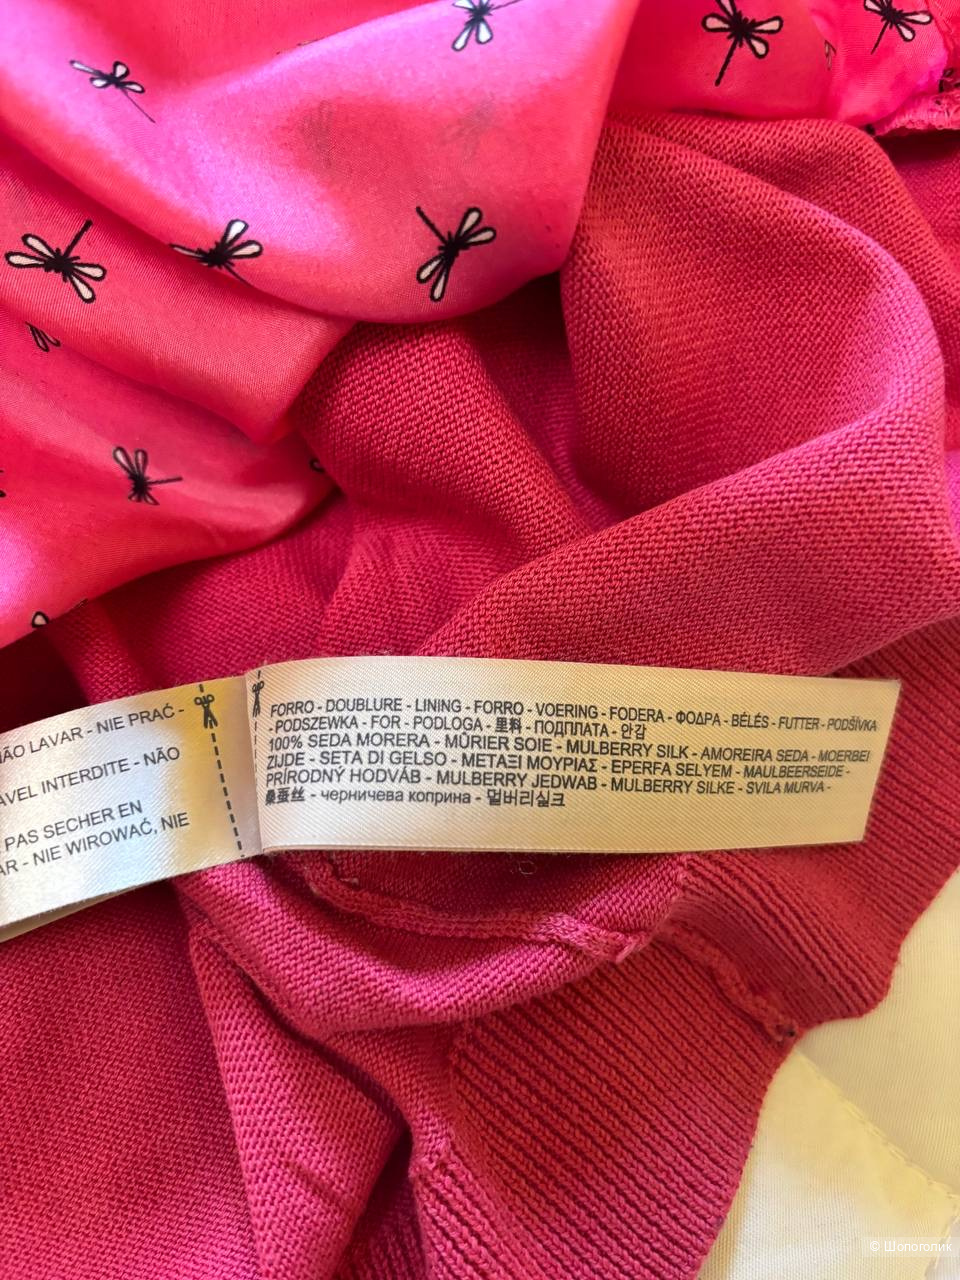 NÃO LAVAR - NIE PRAĆ -
LAVEL INTERDITE - NÃO
PAS SECHER EN
AR - NIE WIROWAĆ, NIE
FORRO - DOUBLURE - LINING - FORRO - VOERING - FODERA - ΦΟΔΡΑ - BÉLÉS - FUTTER - PODŠÍVKA
- PODSZEWKA - FOR - PODLOGA - 里料 - ПОДПЛАТА - 안감
100% SEDA MORERA - MÛRIER SOIE - MULBERRY SILK - AMOREIRA SEDA - MOERBEI
ZIJDE - SETA DI GELSO - ΜΕΤΑΞΙ ΜΟΥΡΙΑΣ - EPERFA SELYEM - MAULBEERSEIDE -
PRÍRODNÝ HODVÁB - MULBERRY JEDWAB - MULBERRY SILKE - SVILA MURVA -
桑蚕丝 - черничева коприна - 멀버리실크
© Шопоголик